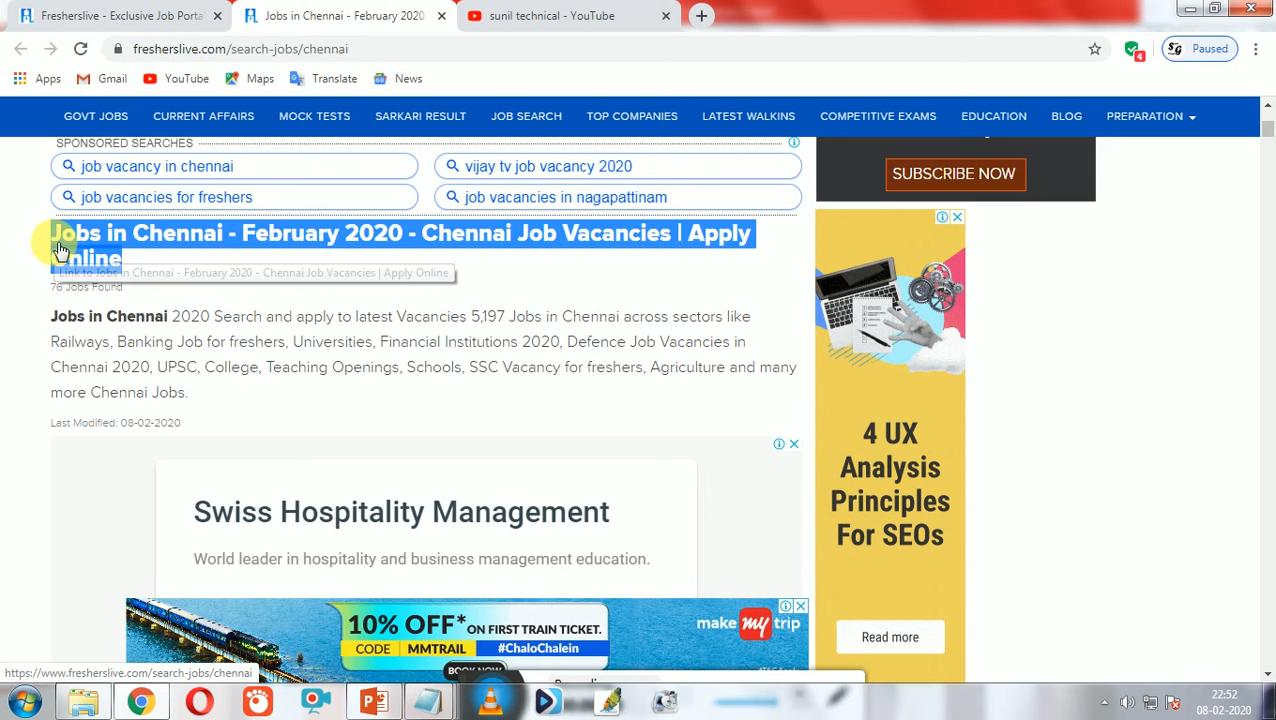 Fresherslive - Exclusive Job Porta
Jobs in Chennai - February 2020
sunil technical - YouTube
fresherslive.com/search-jobs/chennai
4
Paused
Apps
Gmail
YouTube
Maps
Translate
News
GOVT JOBS
CURRENT AFFAIRS
MOCK TESTS
SARKARI RESULT
JOB SEARCH
TOP COMPANIES
LATEST WALKINS
COMPETITIVE EXAMS
EDUCATION
BLOG
PREPARATION
SPONSORED SEARCHES
job vacancy in chennai
vijay tv job vacancy 2020
job vacancies for freshers
job vacancies in nagapattinam
SUBSCRIBE NOW
Jobs in Chennai - February 2020 - Chennai Job Vacancies | Apply
Online
Link to Jobs in Chennai - February 2020 - Chennai Job Vacancies | Apply Online
76 Jobs Found
Jobs in Chennai 2020 Search and apply to latest Vacancies 5,197 Jobs in Chennai across sectors like
Railways, Banking Job for freshers, Universities, Financial Institutions 2020, Defence Job Vacancies in
Chennai 2020, UPSC, College, Teaching Openings, Schools, SSC Vacancy for freshers, Agriculture and many
more Chennai Jobs.
Last Modified: 08-02-2020
4 UX
Analysis
Principles
For SEOs
Read more
Swiss Hospitality Management
World leader in hospitality and business management education.
10% OFF* ON FIRST TRAIN TICKET.
CODE MMTRAIL #ChaloChalein
make my trip
BOOK NOW
https://www.fresherslive.com/search-jobs/chennai
22:52
08-02-2020